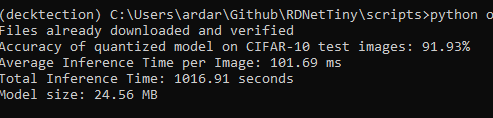 (decktection) C:\Users\ardar\Github\RDNetTiny\scripts>python o
Files already downloaded and verified
Accuracy of quantized model on CIFAR-10 test images: 91.93%
Average Inference Time per Image: 101.69 ms
Total Inference Time: 1016.91 seconds
Model size: 24.56 MB